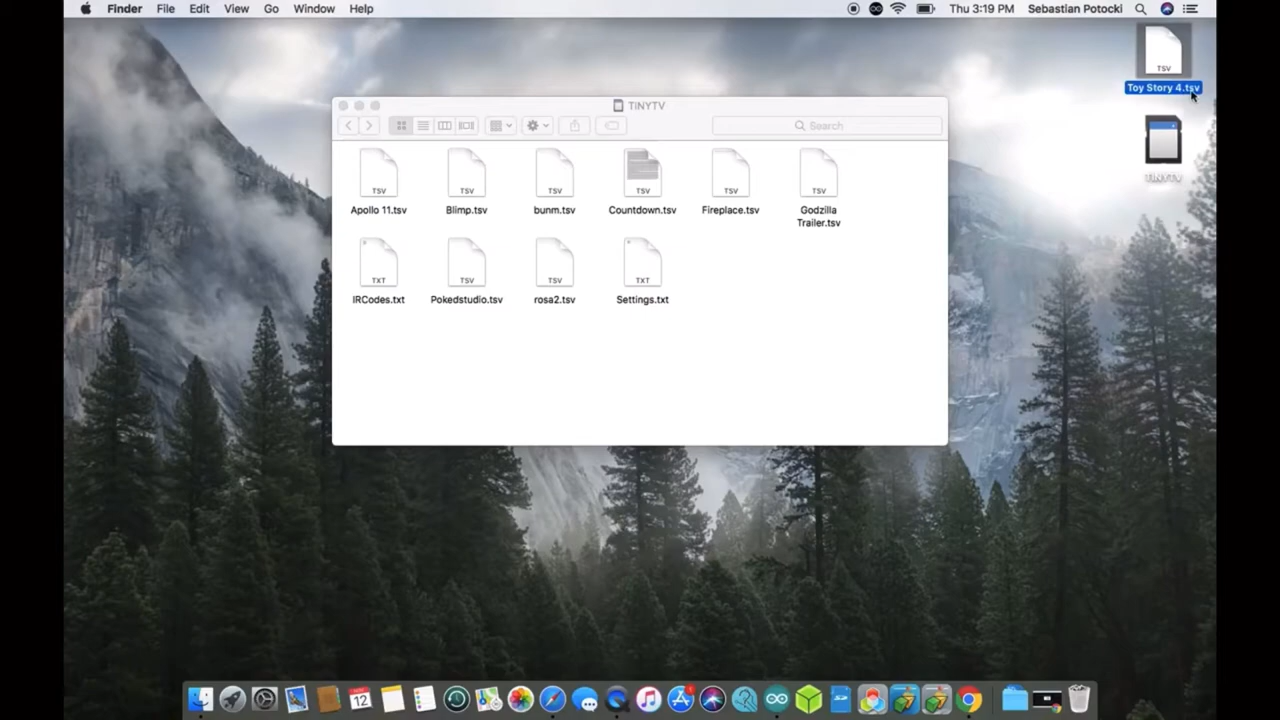 Finder File Edit View Go Window Help Thu 3:19 PM Sebastian Potocki
TSV
Toy Story 4.tsv
TINYTV
TiNYTV
Search
TSV TSV TSV TSV TSV TSV
Apollo 11.tsv Blimp.tsv bunm.tsv Countdown.tsv Fireplace.tsv Godzilla
Trailer.tsv
TXT TSV TSV TXT
IRCodes.txt Pokedstudio.tsv rosa2.tsv Settings.txt
NOV
12